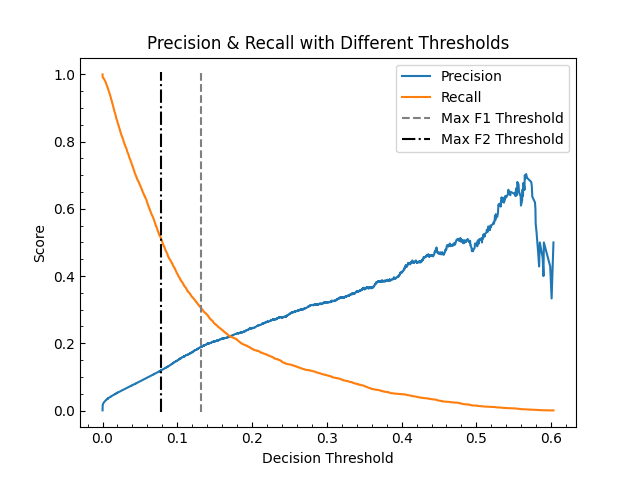 Precision & Recall with Different Thresholds
Precision
Recall
Max F1 Threshold
Max F2 Threshold
Score
1.0
0.8
0.6
0.4
0.2
0.0
0.0 0.1 0.2 0.3 0.4 0.5 0.6
Decision Threshold